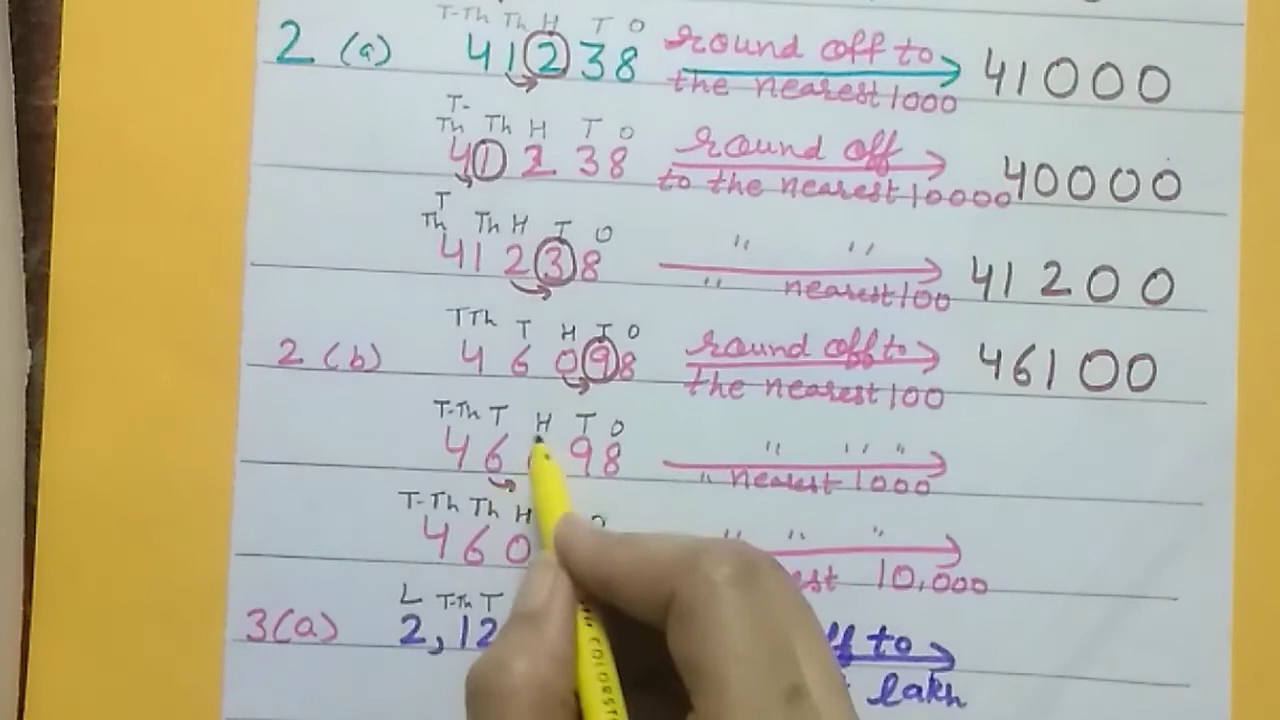 T-Th Th H T O
2 (a) 41238 round off to 41000
the nearest 1000
T-
Th Th H T O
41238 round off 40000
to the nearest 10000
T
Th Th H T O
41238 " " 41200
" nearest 100
TTh T H T O
2 (b) 46098 round off to 46100
the nearest 100
T-Th T H T O
46 98 " " "
" nearest 1000
T-Th Th H
460 " " "
10,000
L T-Th T
3(a) 2,12 to
lakh
COLORST